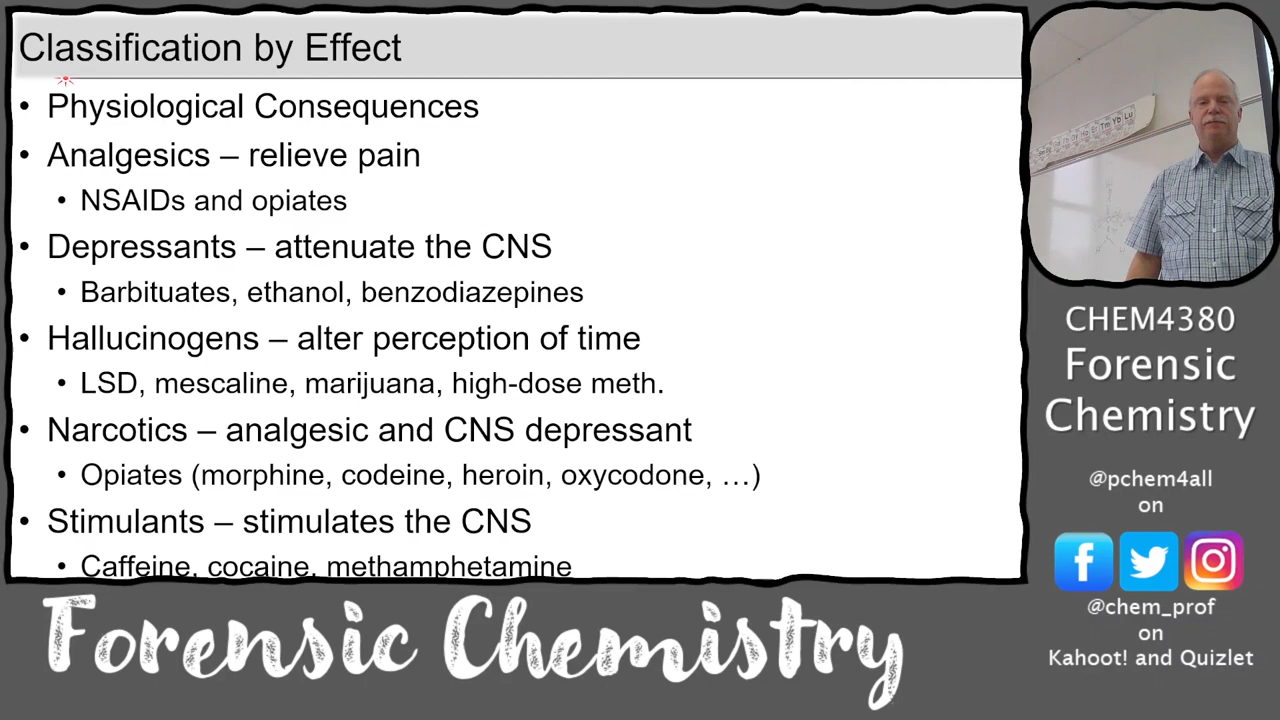 Classification by Effect
• Physiological Consequences
• Analgesics – relieve pain
• NSAIDs and opiates
• Depressants – attenuate the CNS
• Barbituates, ethanol, benzodiazepines
• Hallucinogens – alter perception of time
• LSD, mescaline, marijuana, high-dose meth.
• Narcotics – analgesic and CNS depressant
• Opiates (morphine, codeine, heroin, oxycodone, …)
• Stimulants – stimulates the CNS
• Caffeine, cocaine, methamphetamine
Tm Yb Lu
CHEM4380
Forensic
Chemistry
@pchem4all
on
@chem_prof
on
Kahoot! and Quizlet
Forensic Chemistry